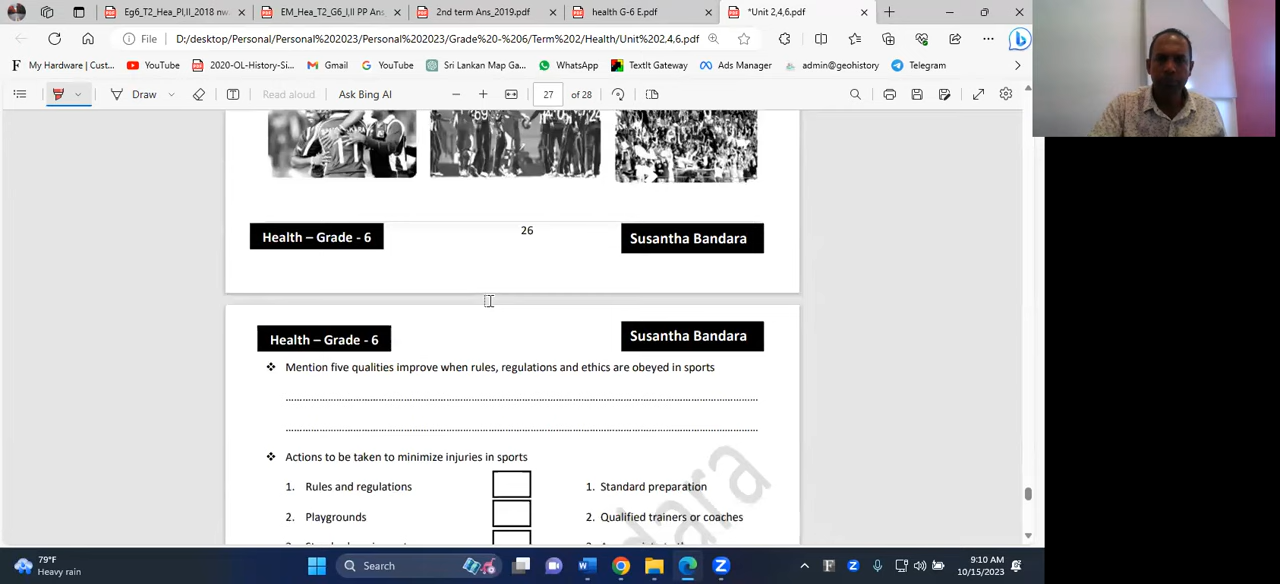 Eg6_T2_Hea_PI,II_2018 nw.
EM_Hea_T2_G6_I,II PP Ans
2nd term Ans_2019.pdf
health G-6 E.pdf
*Unit 2,4,6.pdf
File
D:/desktop/Personal/Personal%202023/Personal%202023/Grade%20-%206/Term%202/Health/Unit%202,4,6.pdf
My Hardware | Cust...
YouTube
2020-OL-History-Si...
Gmail
YouTube
Sri Lankan Map Ga...
WhatsApp
TextIt Gateway
Ads Manager
admin@geohistory
Telegram
Draw
Read aloud
Ask Bing AI
27
of 28
Health – Grade - 6
26
Susantha Bandara
Health – Grade - 6
Susantha Bandara
❖ Mention five qualities improve when rules, regulations and ethics are obeyed in sports
❖ Actions to be taken to minimize injuries in sports
1. Rules and regulations
1. Standard preparation
2. Playgrounds
2. Qualified trainers or coaches
79°F
Heavy rain
Search
9:10 AM
10/15/2023